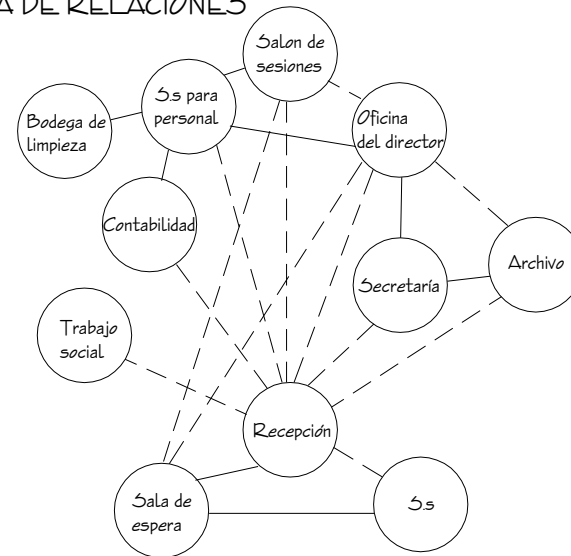 A DE RELACIONES
Salon de
sesiones
S.s para
personal
Oficina
del director
Bodega de
limpieza
Contabilidad
Archivo
Secretaría
Trabajo
social
Recepción
Sala de
espera
S.s